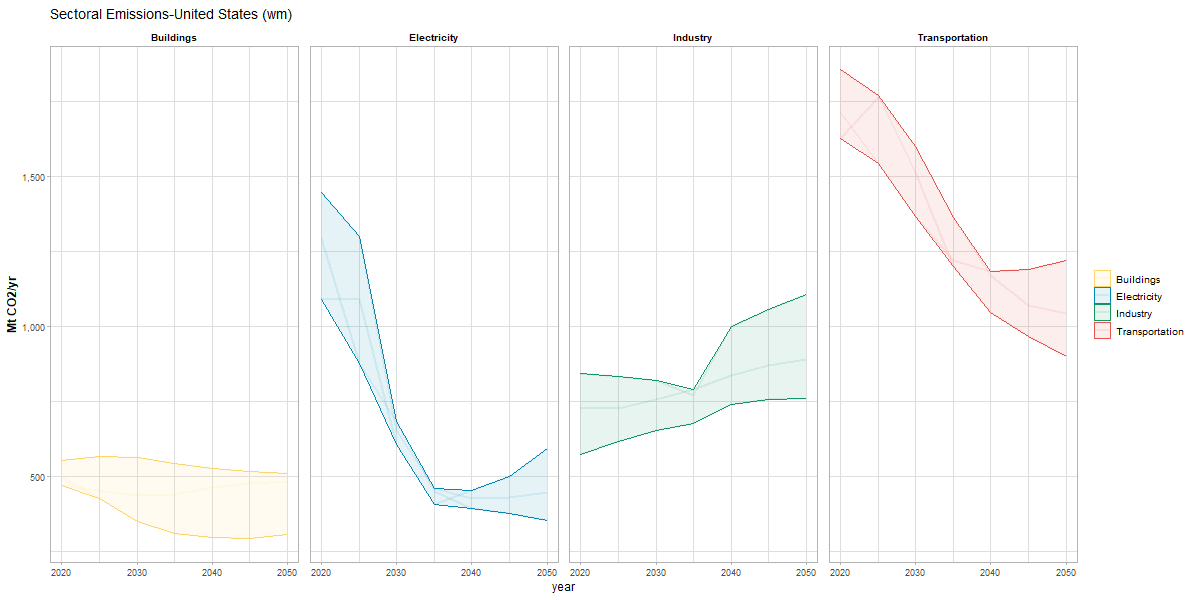 Sectoral Emissions-United States (wm)
Buildings Electricity Industry Transportation
Mt CO2/yr
1,500
1,000
500
2020 2030 2040 2050 2020 2030 2040 2050 2020 2030 2040 2050 2020 2030 2040 2050
year
Buildings
Electricity
Industry
Transportation